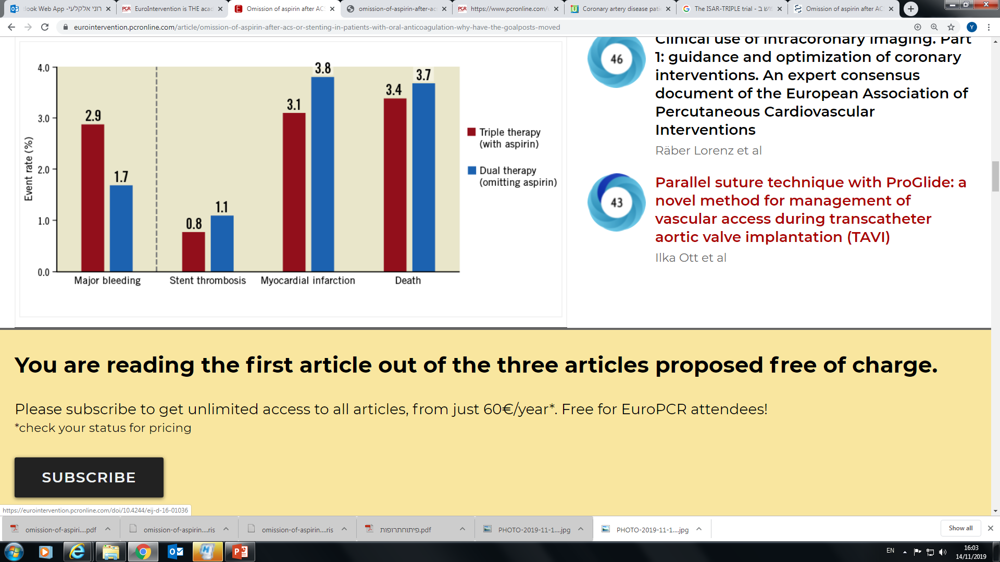 tlook Web App -רוני אלקלעי
EuroIntervention is THE acad
Omission of aspirin after AC
omission-of-aspirin-after-ac
https://www.pcronline.com/
Coronary artery disease pati
The ISAR-TRIPLE trial - חיפוש ב
Omission of aspirin after AC
eurointervention.pcronline.com/article/omission-of-aspirin-after-acs-or-stenting-in-patients-with-oral-anticoagulation-why-have-the-goalposts-moved
Y
4.0
3.0
2.0
1.0
0.0
Event rate (%)
2.9
1.7
0.8
1.1
3.1
3.8
3.4
3.7
Major bleeding
Stent thrombosis
Myocardial infarction
Death
Triple therapy
(with aspirin)
Dual therapy
(omitting aspirin)
46
Clinical use of intracoronary imaging. Part
1: guidance and optimization of coronary
interventions. An expert consensus
document of the European Association of
Percutaneous Cardiovascular
Interventions
Räber Lorenz et al
43
Parallel suture technique with ProGlide: a
novel method for management of
vascular access during transcatheter
aortic valve implantation (TAVI)
Ilka Ott et al
You are reading the first article out of the three articles proposed free of charge.
Please subscribe to get unlimited access to all articles, from just 60€/year*. Free for EuroPCR attendees!
*check your status for pricing
SUBSCRIBE
https://eurointervention.pcronline.com/doi/10.4244/eij-d-16-01036
omission-of-aspiri....pdf
omission-of-aspirin....ris
omission-of-aspirin....ris
פיתוחתרופות.pdf
PHOTO-2019-11-1....jpg
PHOTO-2019-11-1....jpg
Show all
EN
16:03
14/11/2019